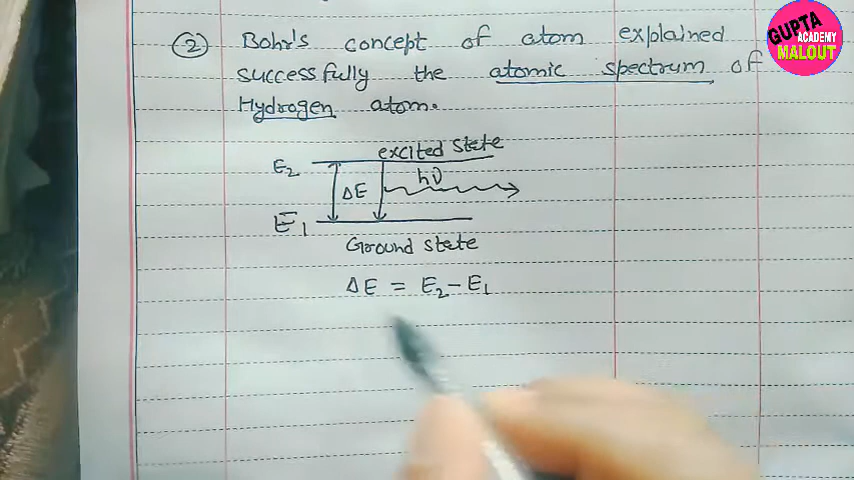 ② Bohr's concept of atom explained
successfully the atomic spectrum of
Hydrogen atom.
excited state
E₂
hν
ΔE
E₁
Ground state
ΔE = E₂ - E₁
GUPTA
ACADEMY
MALOUT